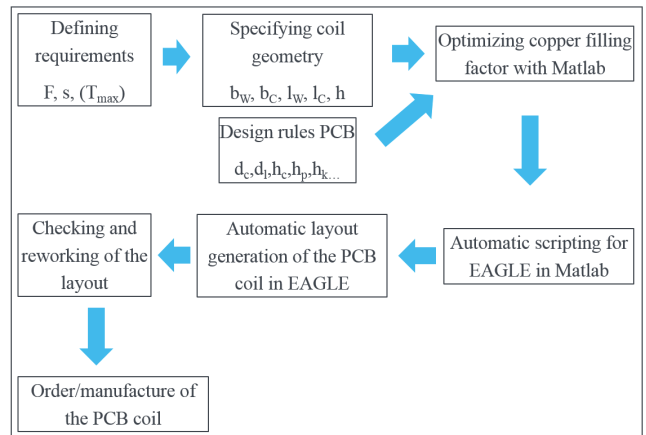 Defining
requirements
F, s, (T_max)
Specifying coil
geometry
b_W, b_C, l_W, l_C, h
Optimizing copper filling
factor with Matlab
Design rules PCB
d_c,d_l,h_c,h_p,h_k...
Checking and
reworking of the
layout
Automatic layout
generation of the PCB
coil in EAGLE
Automatic scripting for
EAGLE in Matlab
Order/manufacture of
the PCB coil